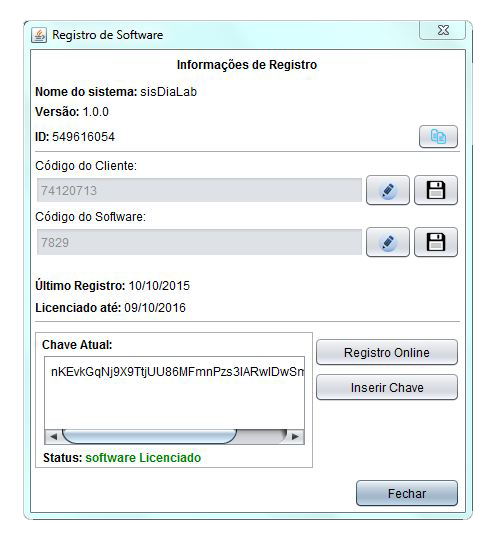 Registro de Software
Informações de Registro
Nome do sistema: sisDiaLab
Versão: 1.0.0
ID: 549616054
Código do Cliente:
74120713
Código do Software:
7829
Último Registro: 10/10/2015
Licenciado até: 09/10/2016
Chave Atual:
nKEvkGqNj9X9TtjUU86MFmnPzs3IARwIDwSm
Registro Online
Inserir Chave
Status: software Licenciado
Fechar